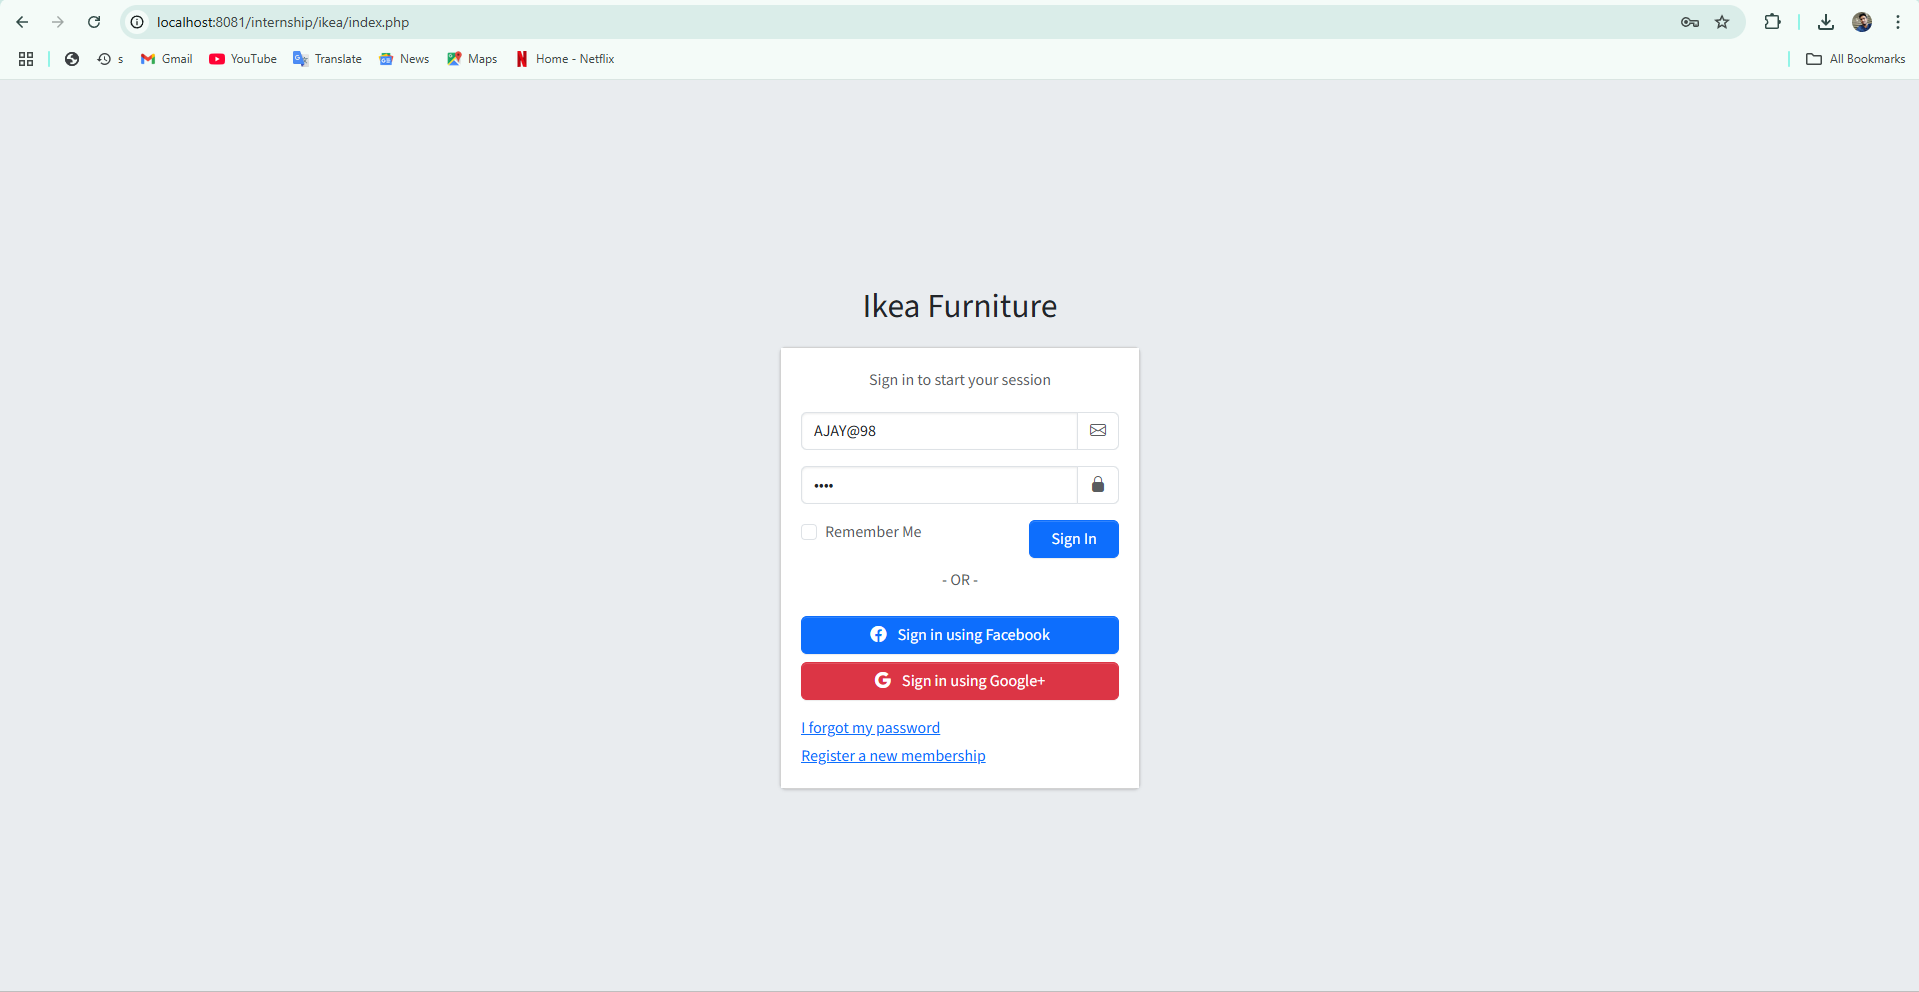 localhost:8081/internship/ikea/index.php
s Gmail YouTube Translate News Maps Home - Netflix All Bookmarks
Ikea Furniture
Sign in to start your session
AJAY@98
••••
Remember Me Sign In
- OR -
Sign in using Facebook
Sign in using Google+
I forgot my password
Register a new membership